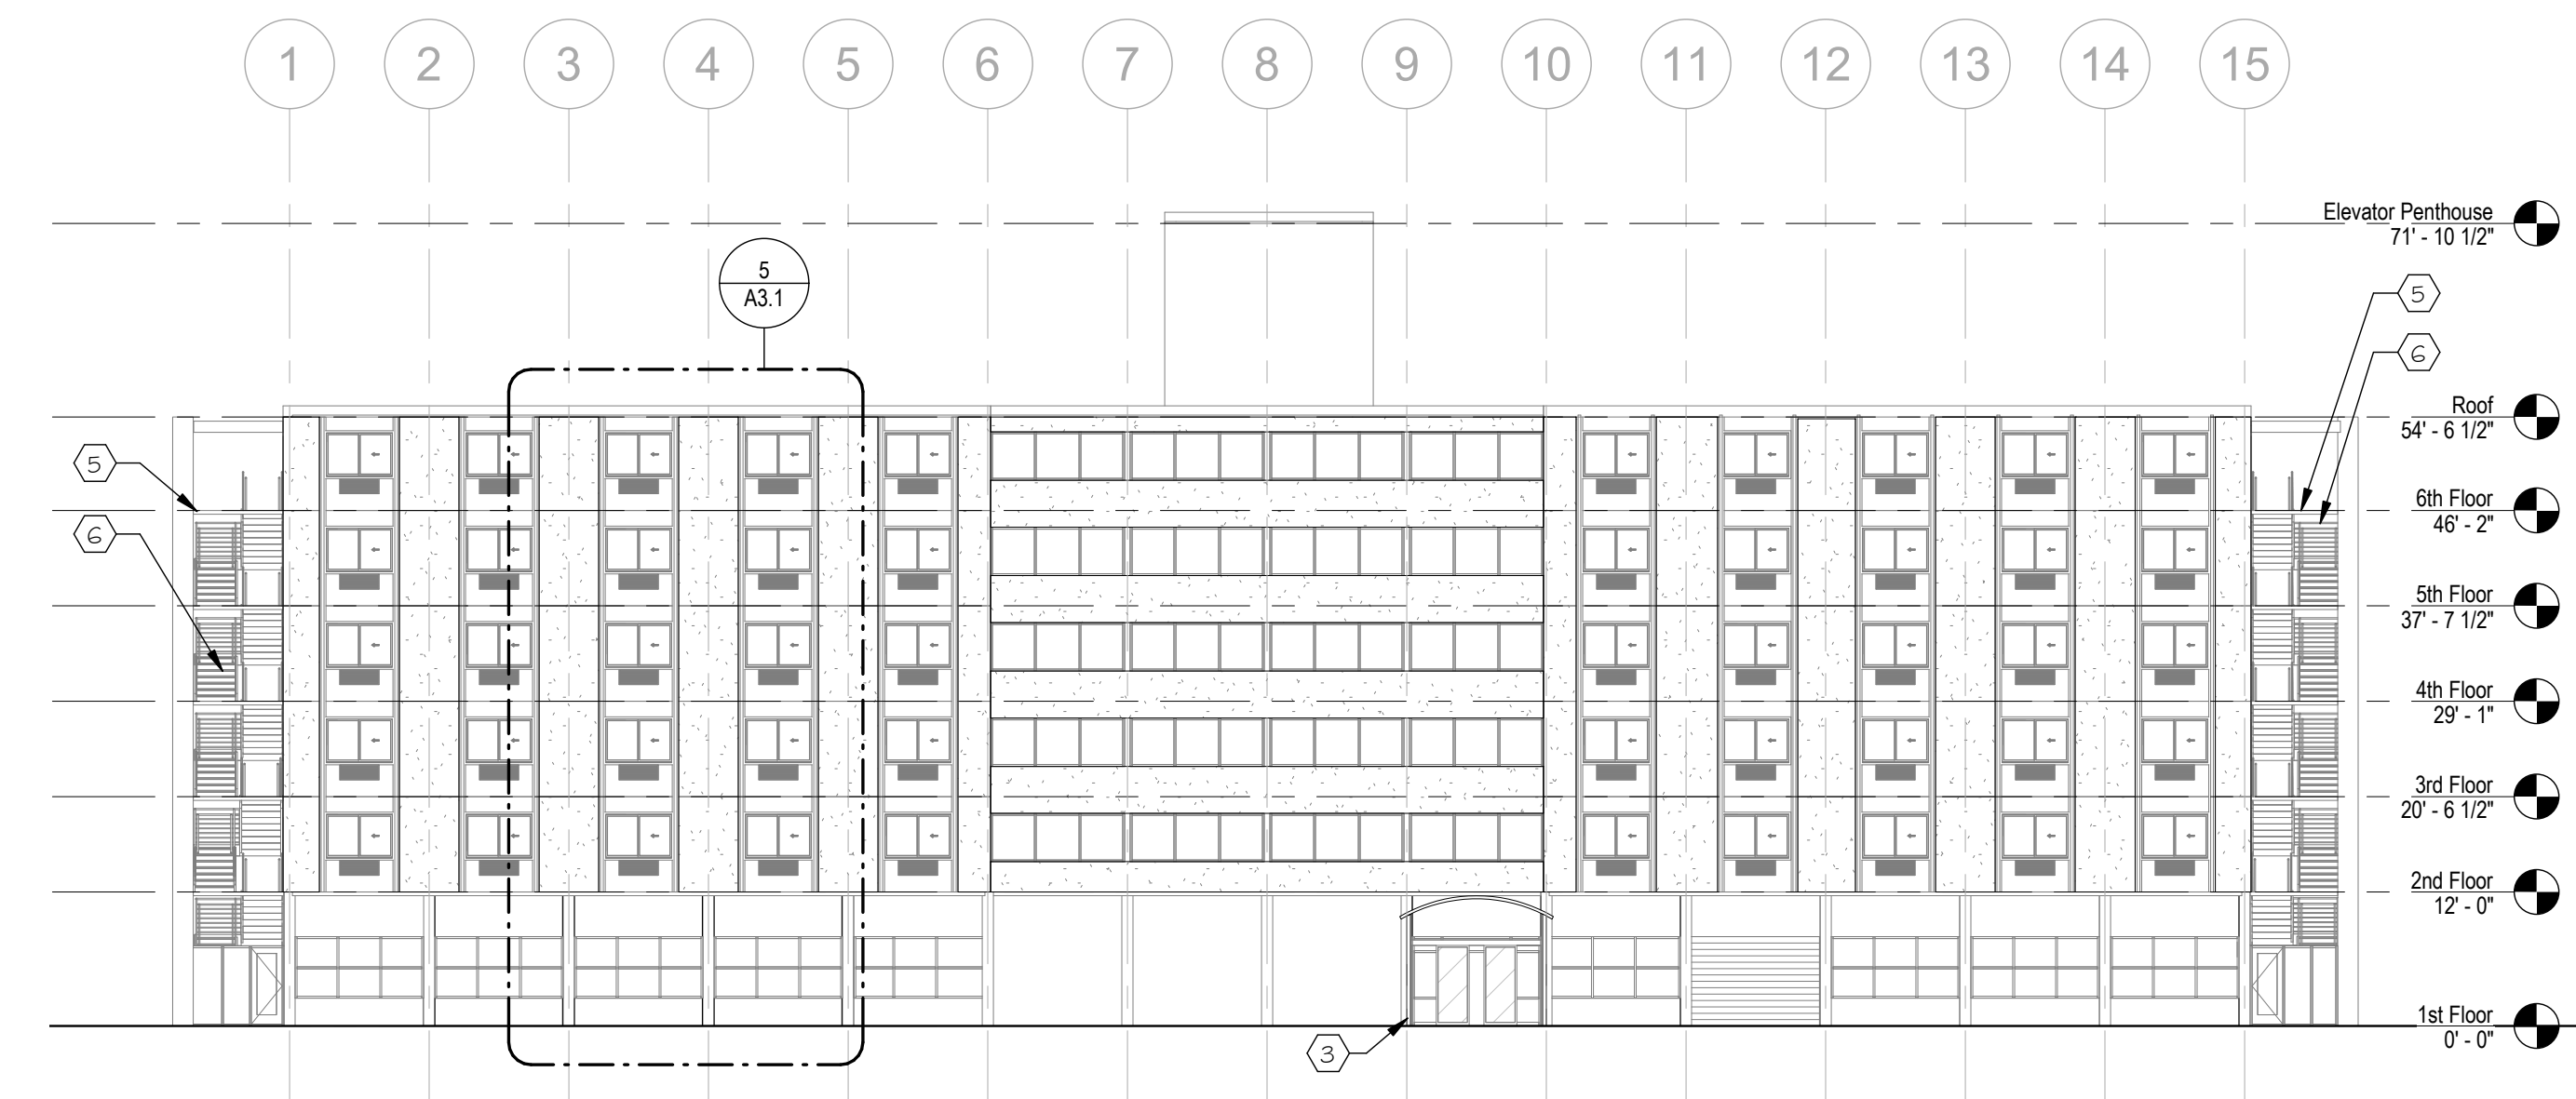 1 2 3 4 5 6 7 8 9 10 11 12 13 14 15
Elevator Penthouse
71' - 10 1/2"
5
A3.1
5
6
Roof
54' - 6 1/2"
5
6
6th Floor
46' - 2"
5th Floor
37' - 7 1/2"
4th Floor
29' - 1"
3rd Floor
20' - 6 1/2"
2nd Floor
12' - 0"
1st Floor
0' - 0"
3